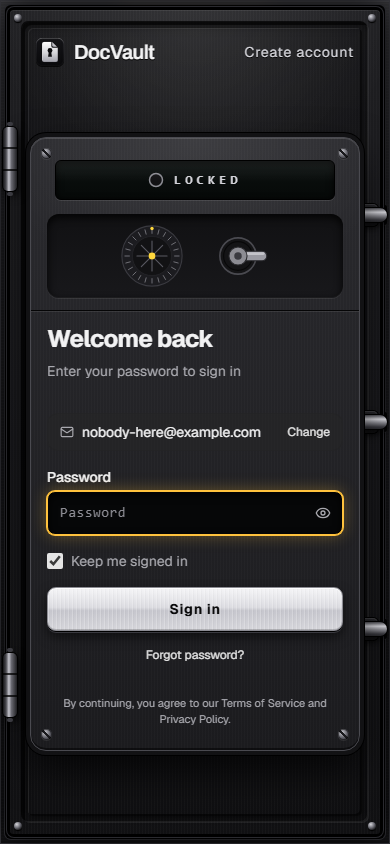 DocVault
Create account
LOCKED
Welcome back
Enter your password to sign in
nobody-here@example.com
Change
Password
Password
Keep me signed in
Sign in
Forgot password?
By continuing, you agree to our Terms of Service and
Privacy Policy.